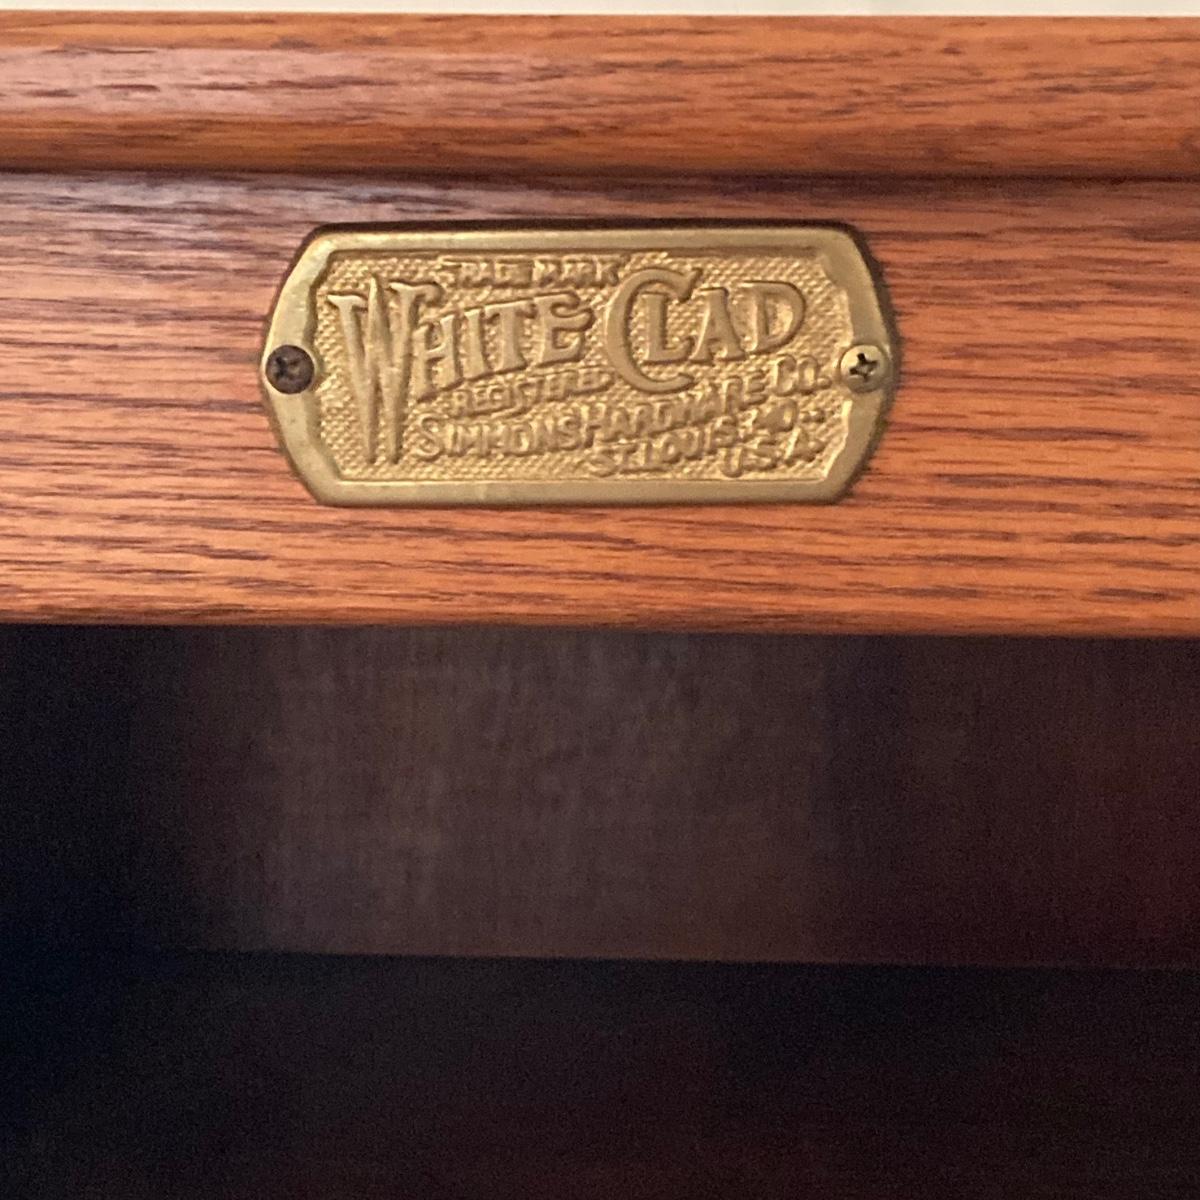 TRADE MARK
WHITE CLAD
REGISTERED
SIMMONS HARDWARE CO.
ST. LOUIS. MO.
U.S.A.